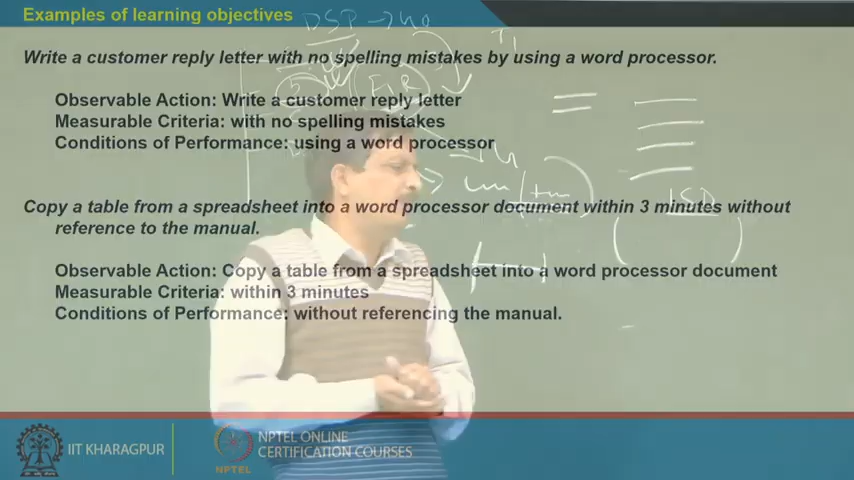 Examples of learning objectives
DSP
Write a customer reply letter with no spelling mistakes by using a word processor.
Observable Action: Write a customer reply letter
Measurable Criteria: with no spelling mistakes
Conditions of Performance: using a word processor
Copy a table from a spreadsheet into a word processor document within 3 minutes without
reference to the manual.
Observable Action: Copy a table from a spreadsheet into a word processor document
Measurable Criteria: within 3 minutes
Conditions of Performance: without referencing the manual.
IIT KHARAGPUR
NPTEL
NPTEL ONLINE
CERTIFICATION COURSES